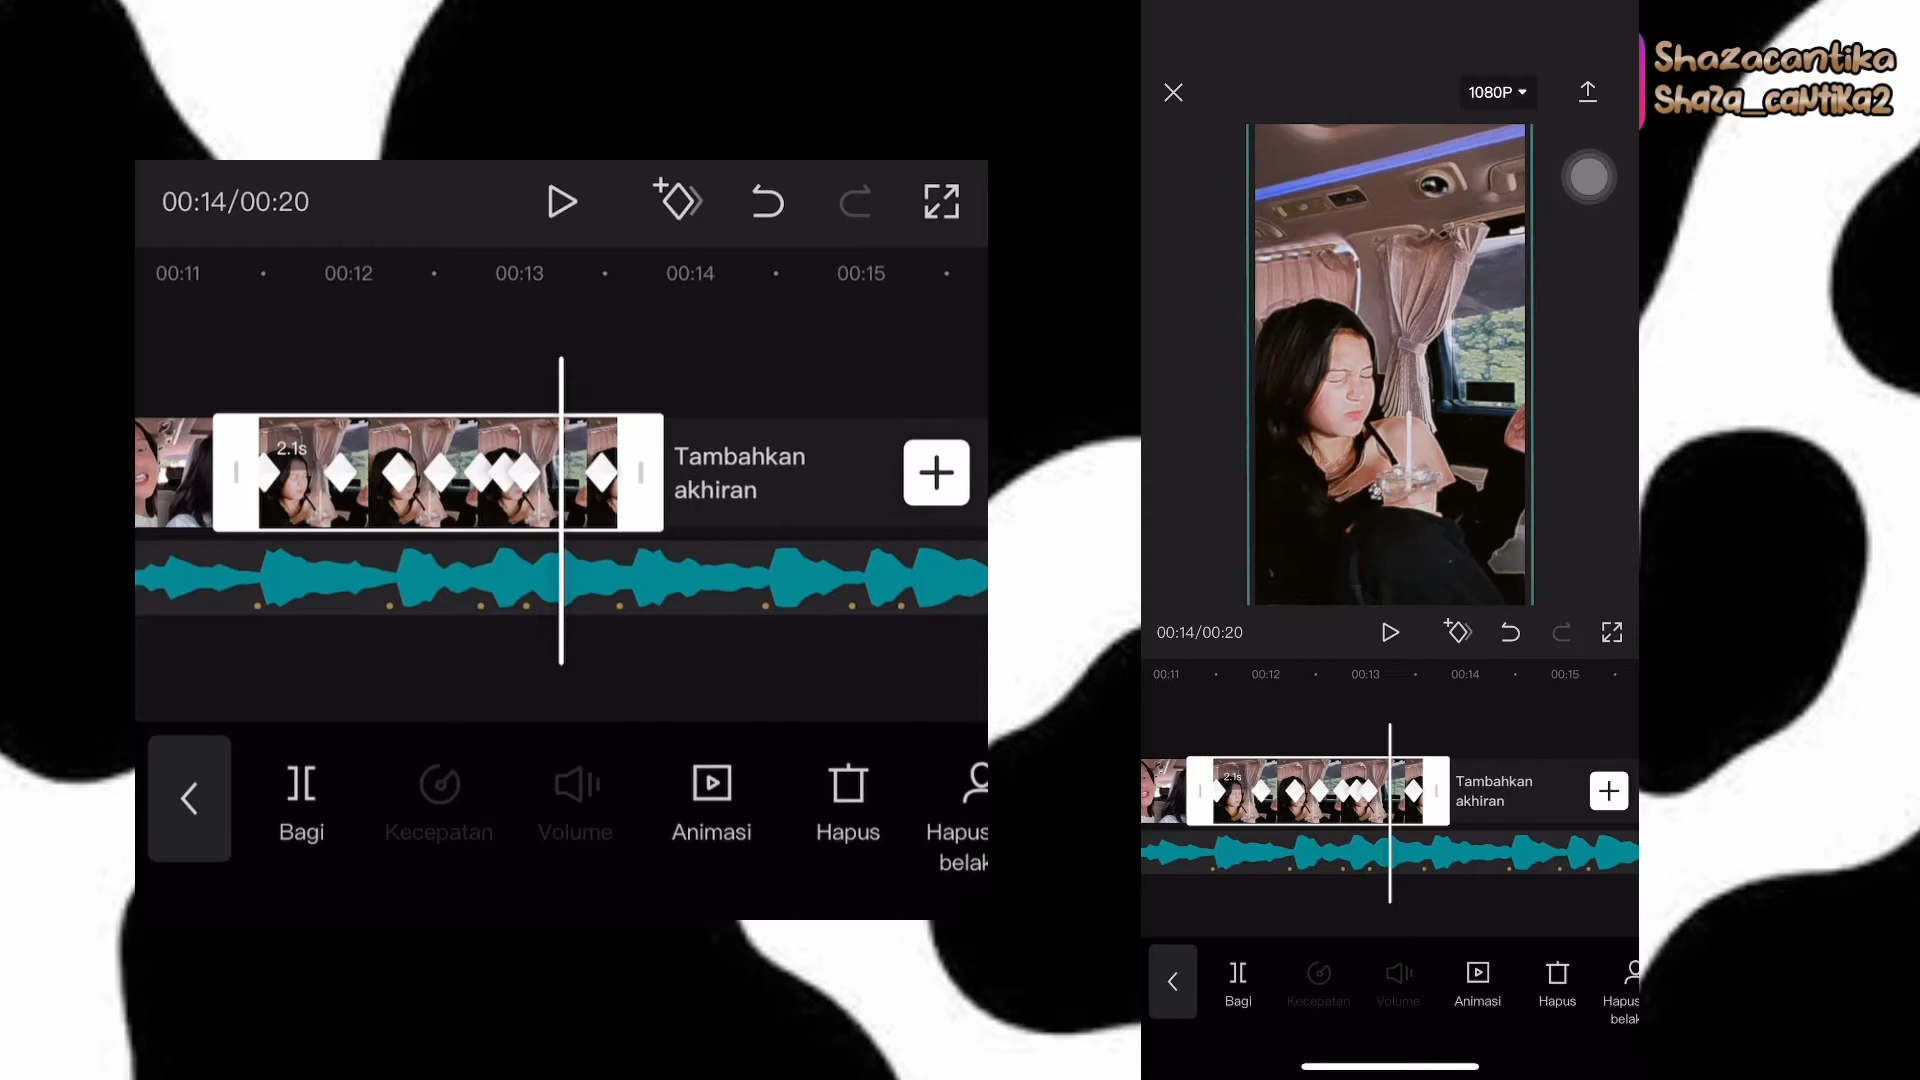 Shazacantika
Shaza_cantika2
00:14/00:20
00:11
00:12
00:13
00:14
00:15
2.1s
Tambahkan
akhiran
Bagi
Kecepatan
Volume
Animasi
Hapus
Hapus
belak
1080P
00:14/00:20
00:11
00:12
00:13
00:14
00:15
2.1s
Tambahkan
akhiran
Bagi
Kecepatan
Volume
Animasi
Hapus
Hapus
belak